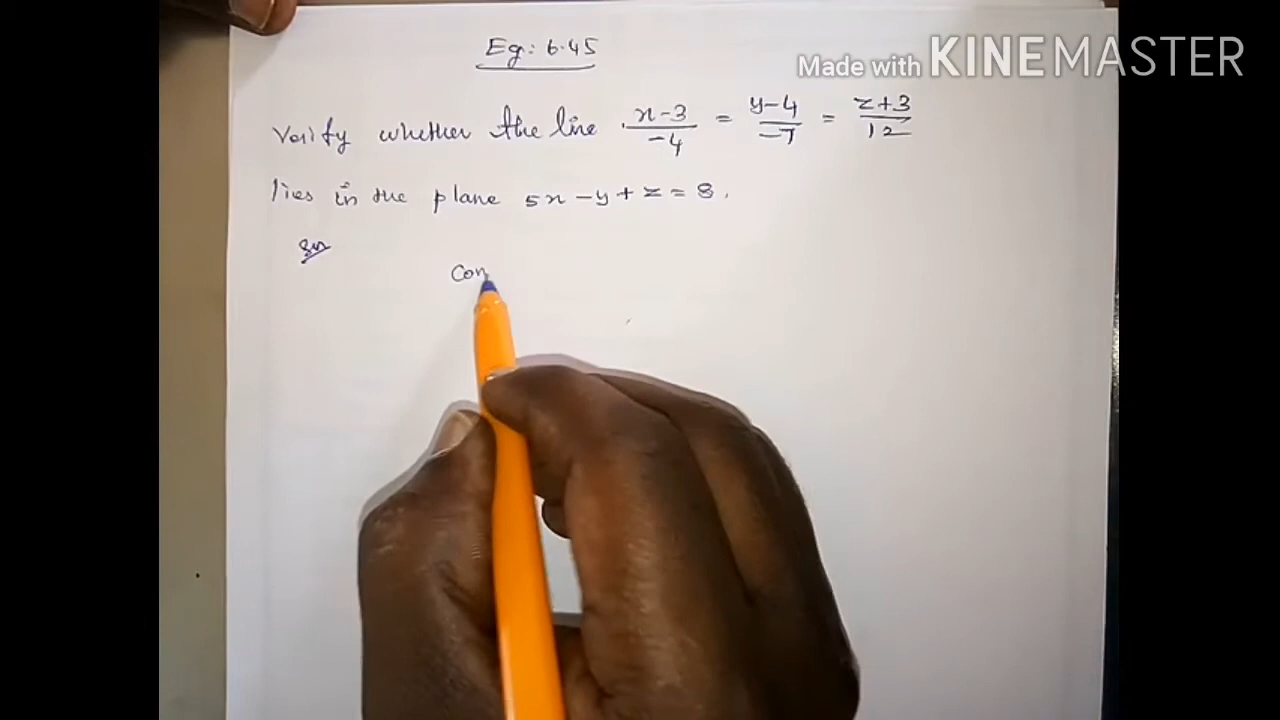 Eg: 6.45
Made with KINEMASTER
Verify whether the line x-3/-4 = y-4/-7 = z+3/12
lies in the plane 5x - y + z = 8.
Sol
Con